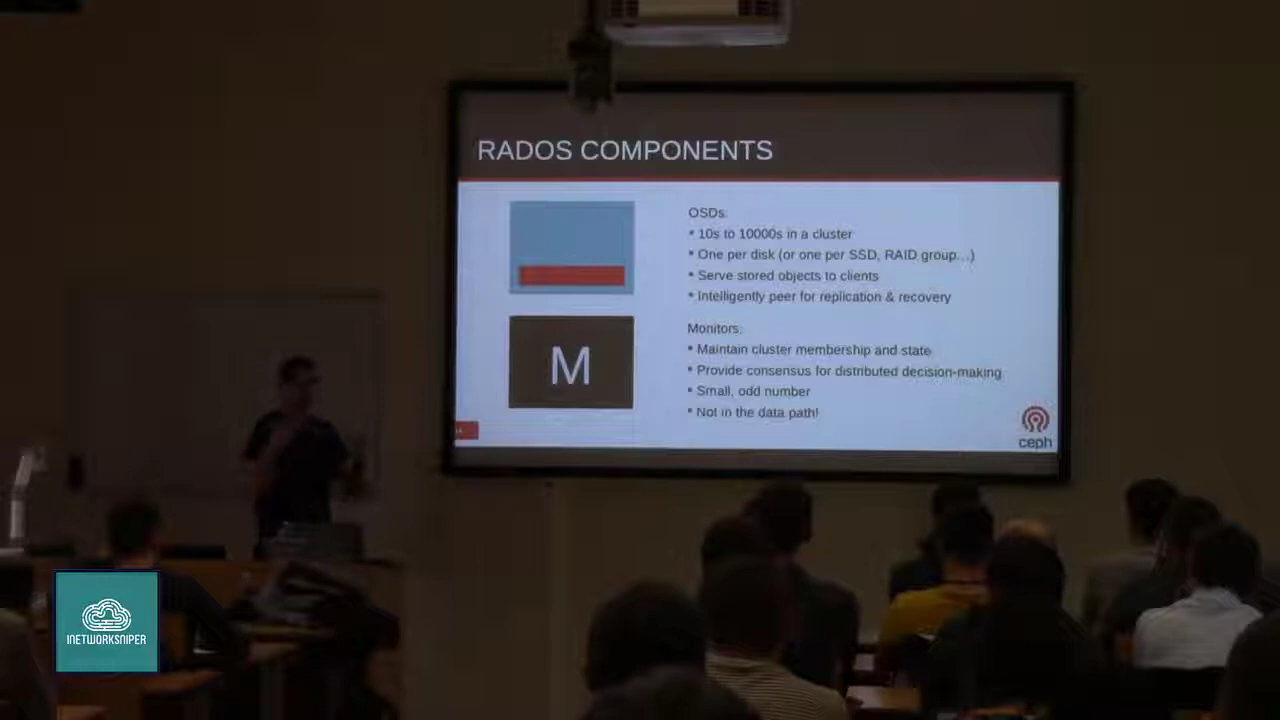 RADOS COMPONENTS
OSDs:
▪ 10s to 10000s in a cluster
▪ One per disk (or one per SSD, RAID group…)
▪ Serve stored objects to clients
▪ Intelligently peer for replication & recovery
M
Monitors:
▪ Maintain cluster membership and state
▪ Provide consensus for distributed decision-making
▪ Small, odd number
▪ Not in the data path!
ceph
INETWORKSNIPER